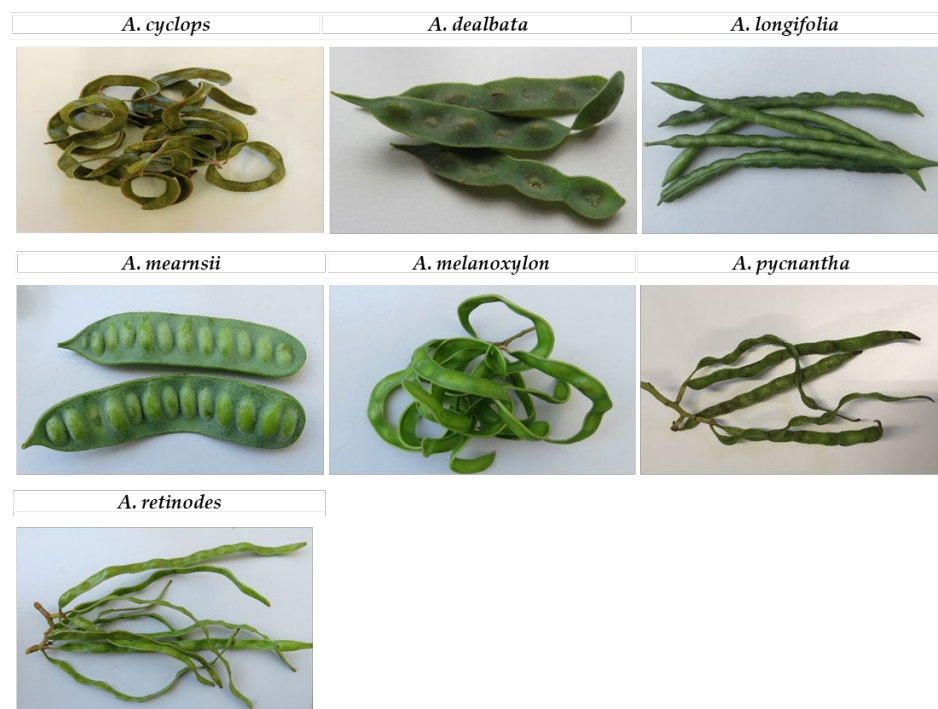 A. cyclops
A. dealbata
A. longifolia
A. mearnsii
A. melanoxylon
A. pycnantha
A. retinodes